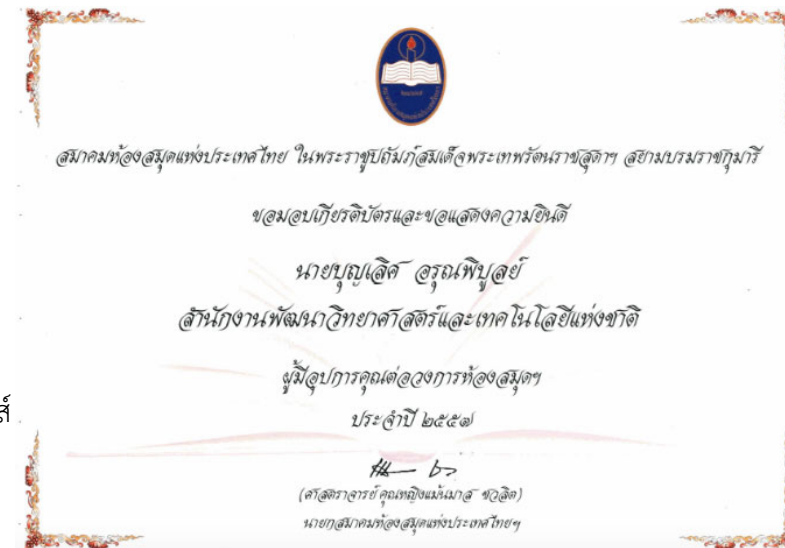 สมาคมห้องสมุดแห่งประเทศไทย ในพระราชูปถัมภ์สมเด็จพระเทพรัตนราชสุดาฯ สยามบรมราชกุมารี
ขอมอบเกียรติบัตรและขอแสดงความยินดี
นายบุญเลิศ อรุณพิบูลย์
สำนักงานพัฒนาวิทยาศาสตร์และเทคโนโลยีแห่งชาติ
ผู้มีอุปการคุณต่อวงการห้องสมุดฯ
ประจำปี ๒๕๕๗
(ศาสตราจารย์ คุณหญิงแม้นมาส ชวลิต)
นายกสมาคมห้องสมุดแห่งประเทศไทยฯ